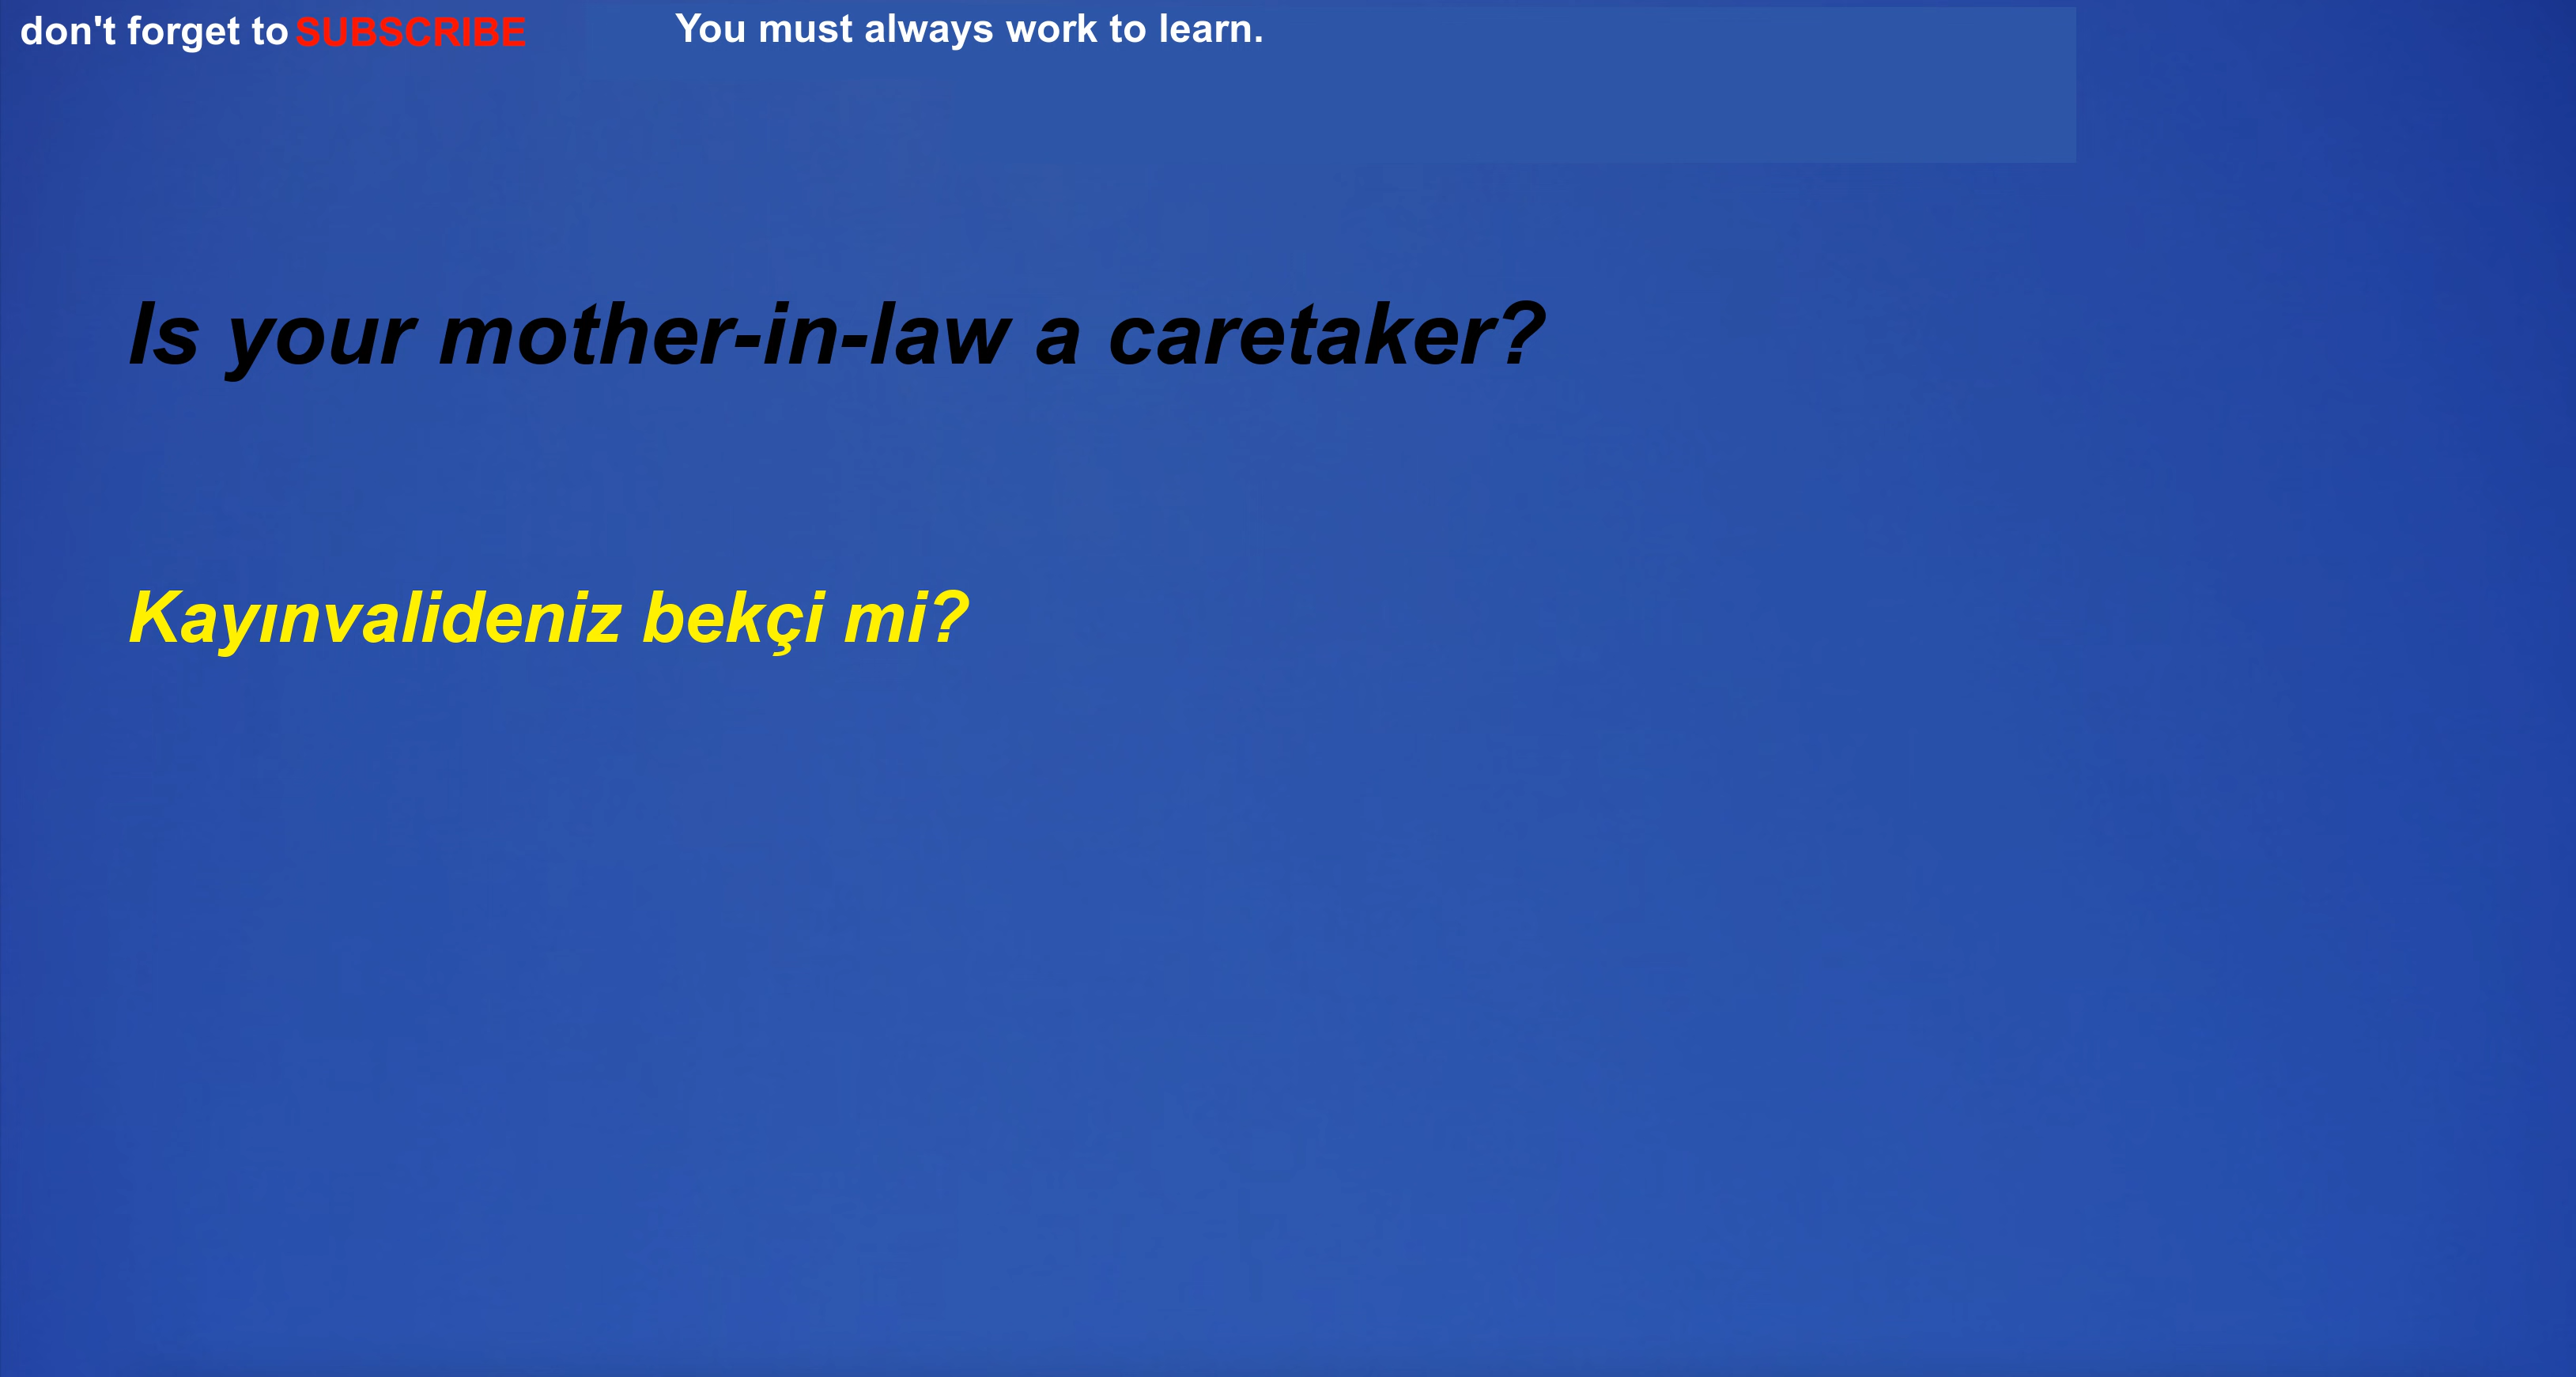 don't forget to SUBSCRIBE
You must always work to learn.
Is your mother-in-law a caretaker?
Kayınvalideniz bekçi mi?